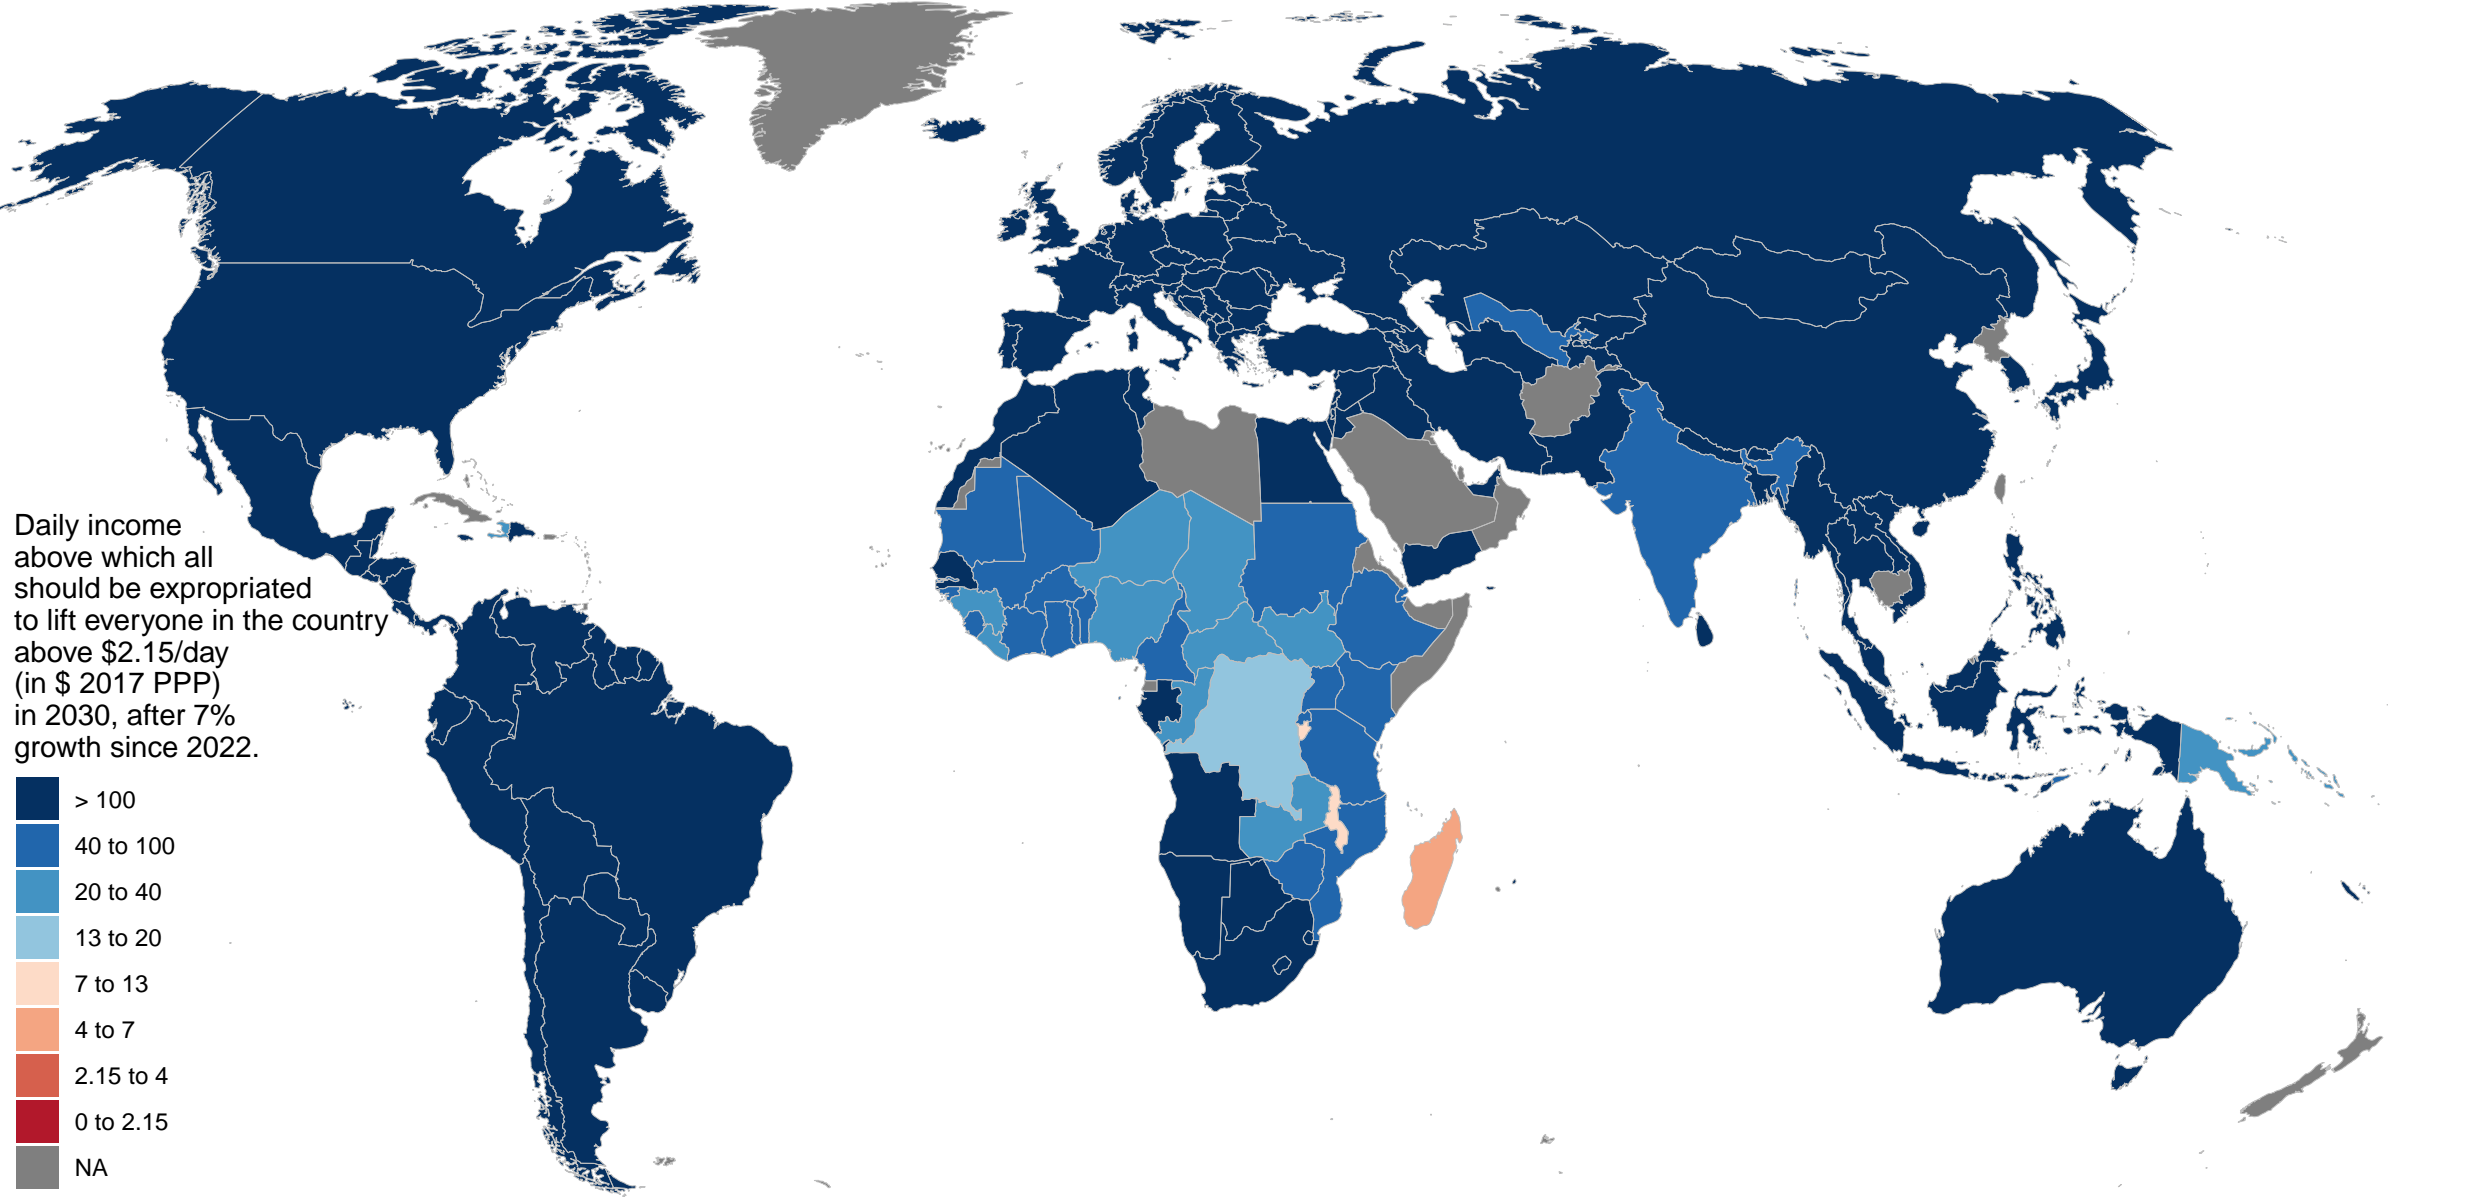 Daily income
above which all
should be expropriated
to lift everyone in the country
above $2.15/day
(in $ 2017 PPP)
in 2030, after 7%
growth since 2022.
> 100
40 to 100
20 to 40
13 to 20
7 to 13
4 to 7
2.15 to 4
0 to 2.15
NA